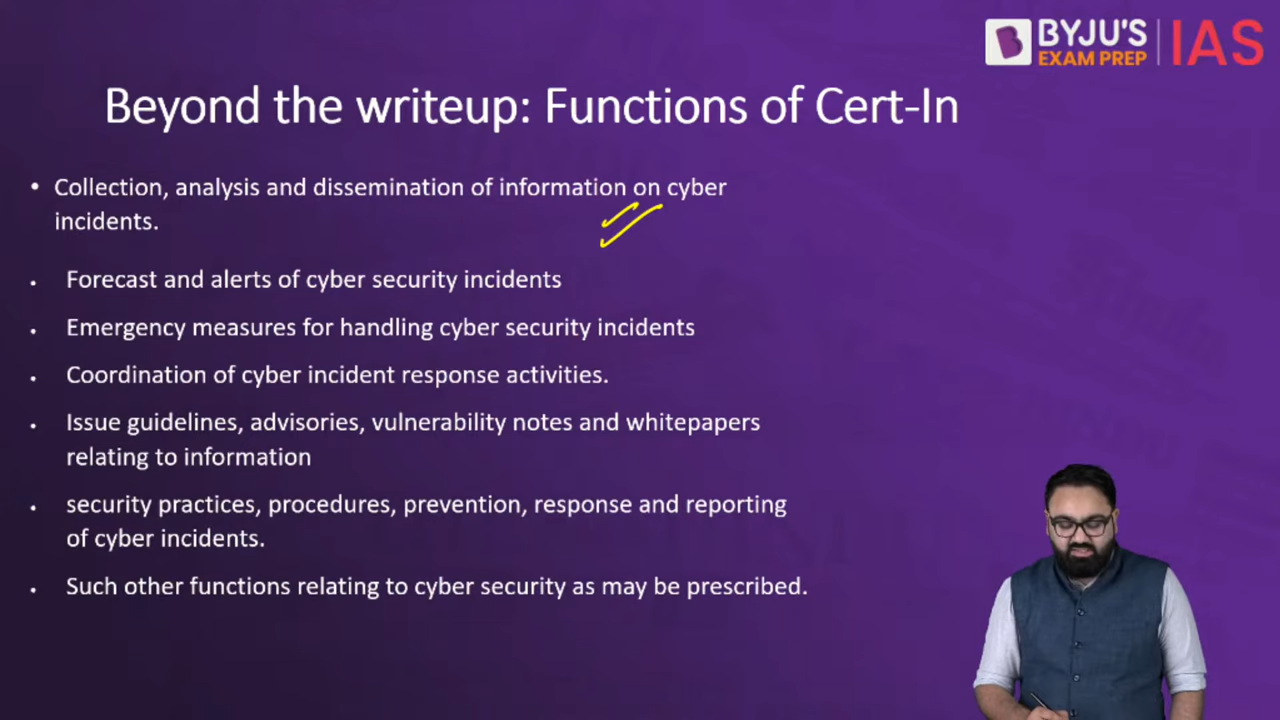 BYJU'S
EXAM PREP
IAS
Beyond the writeup: Functions of Cert-In
• Collection, analysis and dissemination of information on cyber
incidents.
• Forecast and alerts of cyber security incidents
• Emergency measures for handling cyber security incidents
• Coordination of cyber incident response activities.
• Issue guidelines, advisories, vulnerability notes and whitepapers
relating to information
• security practices, procedures, prevention, response and reporting
of cyber incidents.
• Such other functions relating to cyber security as may be prescribed.